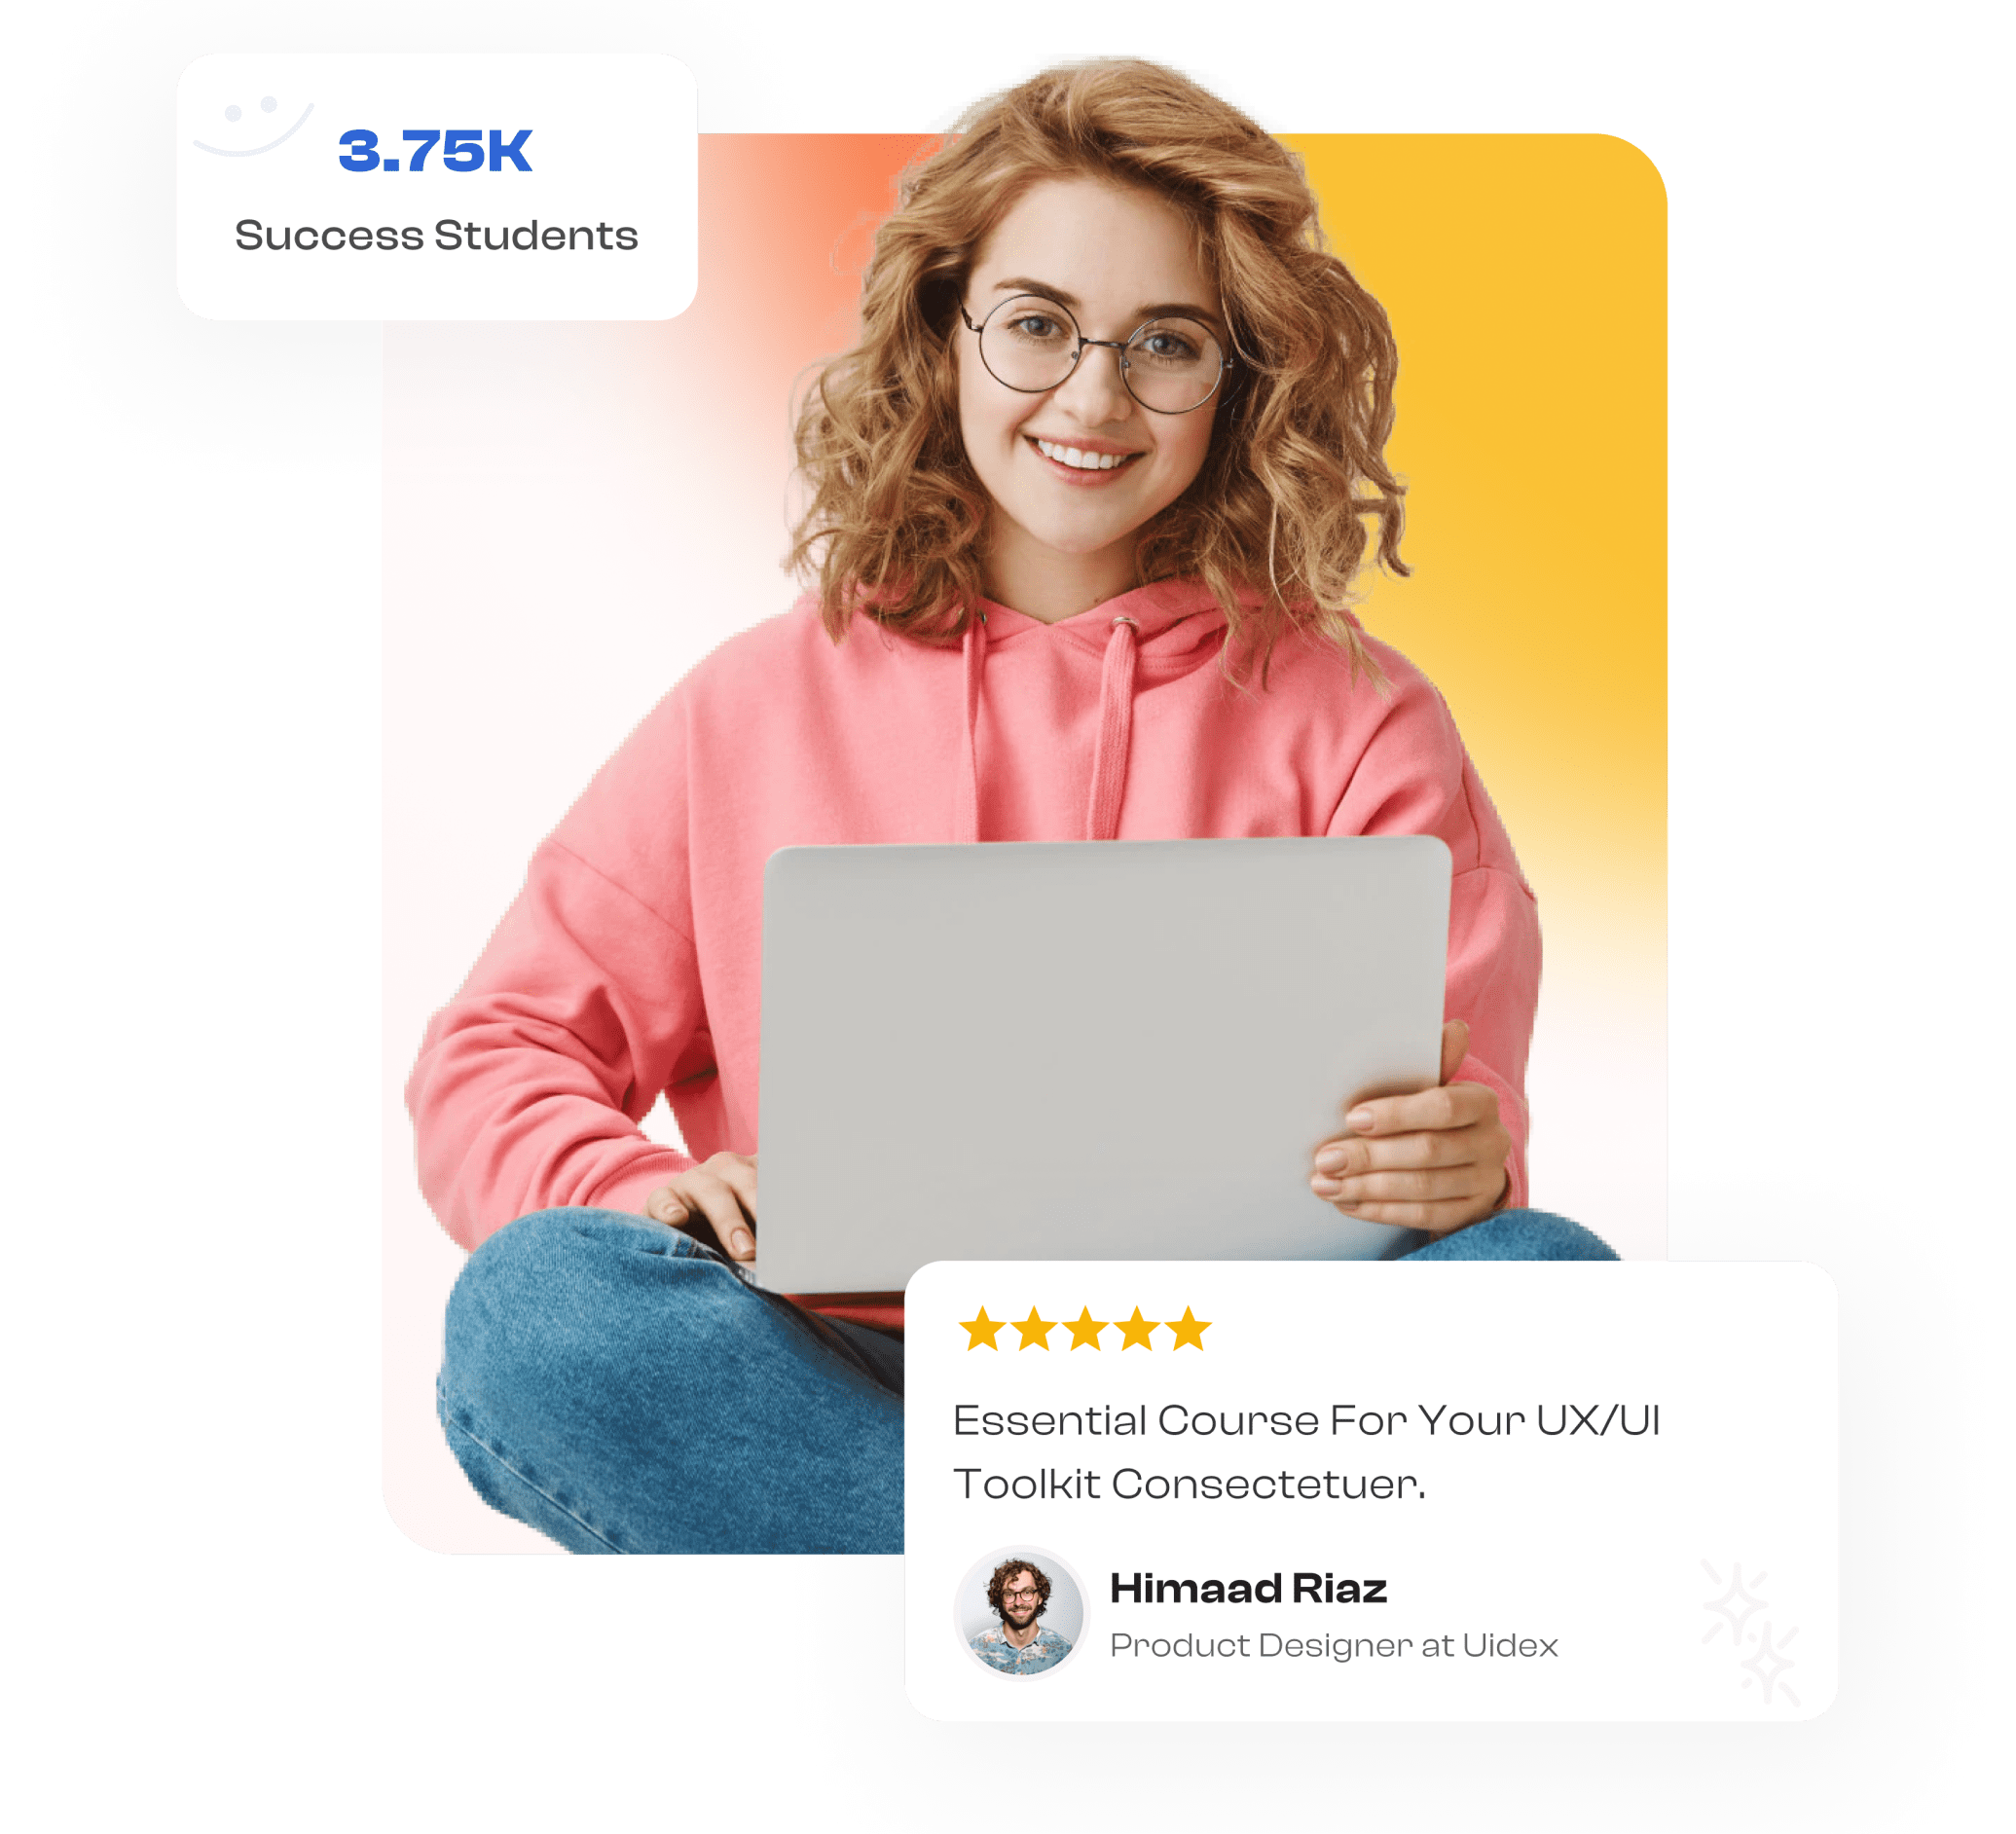 3.75K
Success Students
Essential Course For Your UX/UI
Toolkit Consectetuer.
Himaad Riaz
Product Designer at Uidex